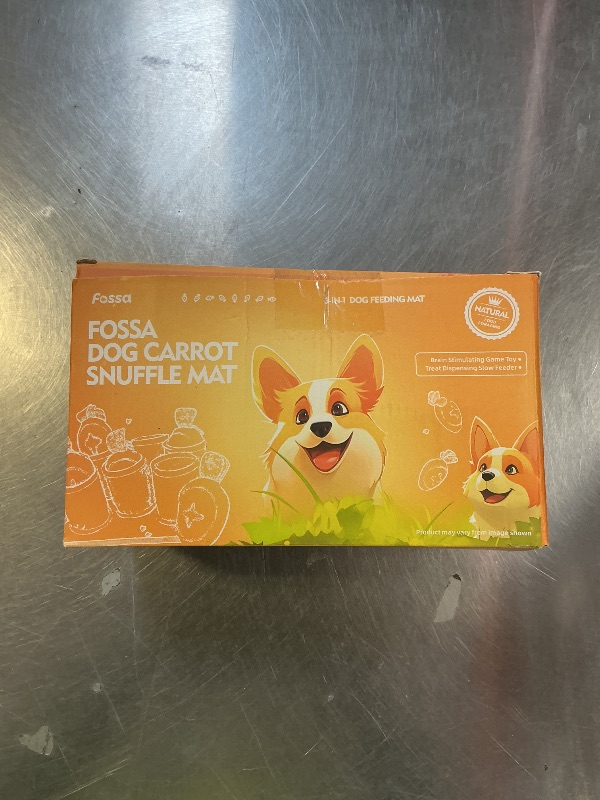 Fossa
3-IN-1 DOG FEEDING MAT
NATURAL
FOSSA
DOG CARROT
SNUFFLE MAT
Brain Stimulating Game Toy
Treat Dispensing Slow Feeder
Product may vary from image shown